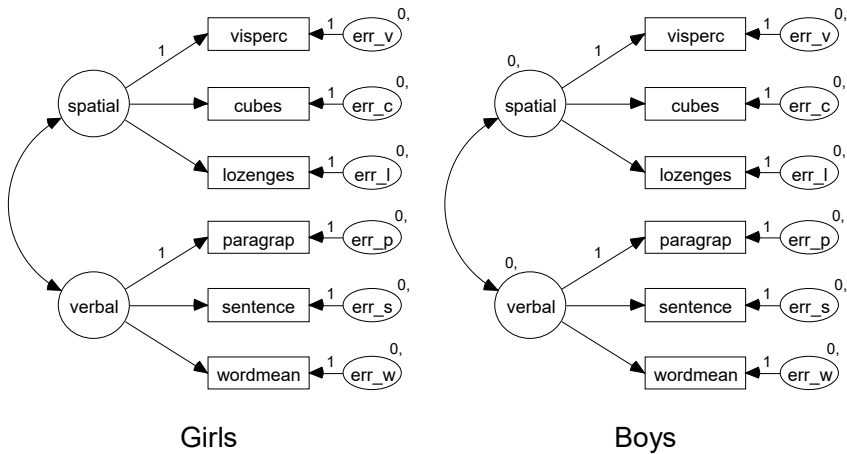 0,
1 visperc 1 err_v
0,
spatial cubes 1 err_c
0,
lozenges 1 err_l
0,
1 paragrap 1 err_p
0,
verbal sentence 1 err_s
0,
wordmean 1 err_w
Girls
0,
1 visperc 1 err_v
0,
0,
spatial cubes 1 err_c
0,
lozenges 1 err_l
0,
1 paragrap 1 err_p
0,
0,
verbal sentence 1 err_s
0,
wordmean 1 err_w
Boys